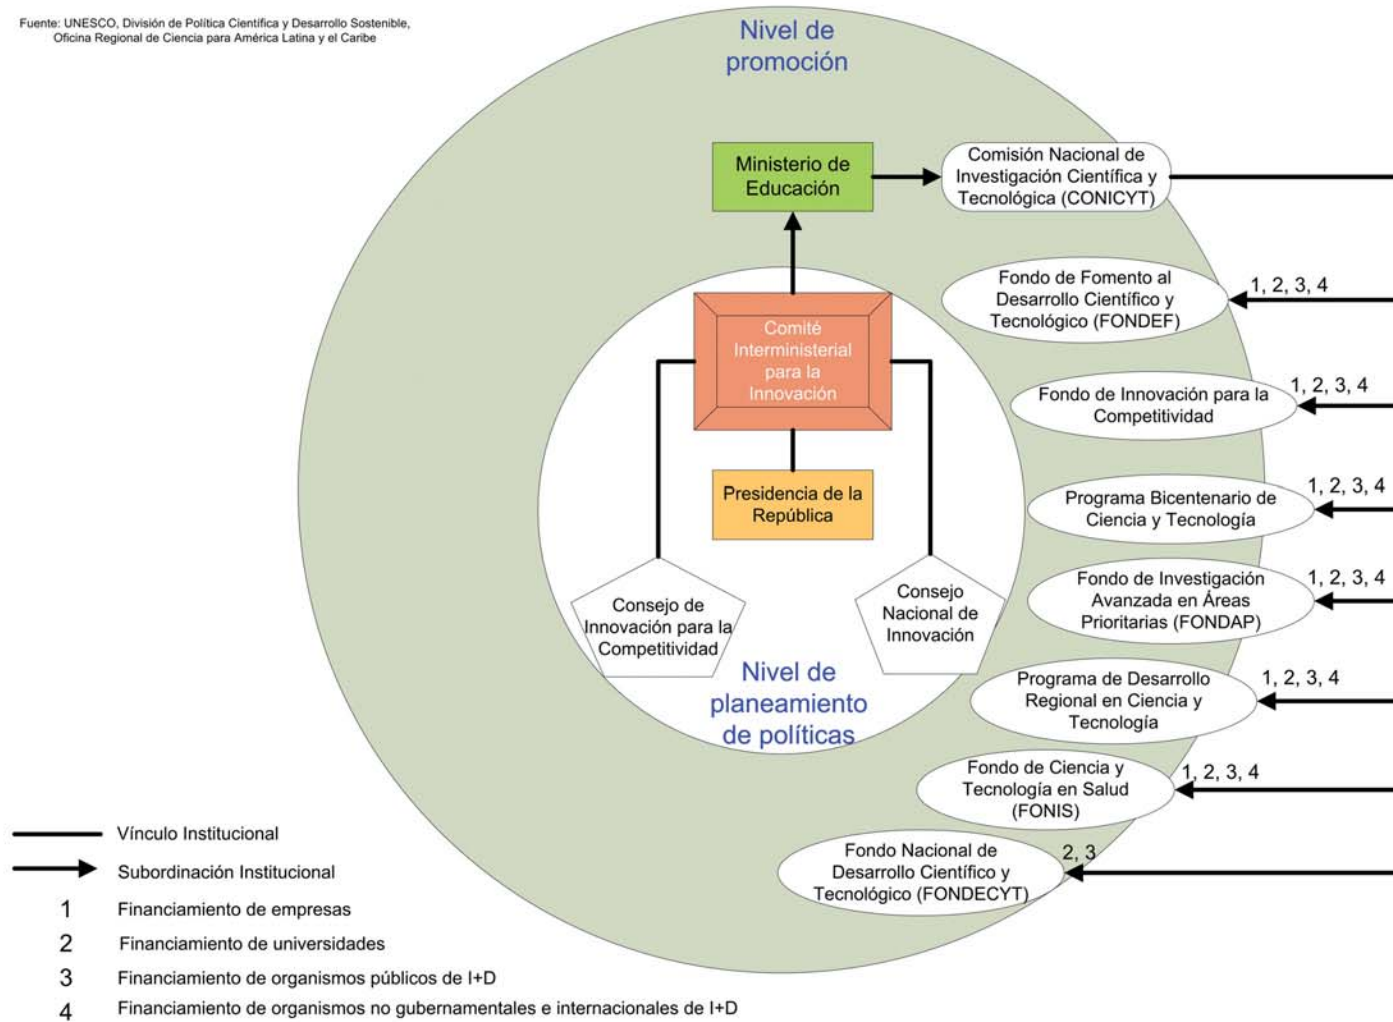 Fuente: UNESCO, División de Política Científica y Desarrollo Sostenible,
Oficina Regional de Ciencia para América Latina y el Caribe
Nivel de
promoción
Ministerio de
Educación
Comisión Nacional de
Investigación Científica y
Tecnológica (CONICYT)
Fondo de Fomento al
Desarrollo Científico y
Tecnológico (FONDEF)
1, 2, 3, 4
Comité
Interministerial
para la
Innovación
Fondo de Innovación para la
Competitividad
1, 2, 3, 4
Presidencia de la
República
Programa Bicentenario de
Ciencia y Tecnología
1, 2, 3, 4
Consejo de
Innovación para la
Competitividad
Consejo
Nacional de
Innovación
Fondo de Investigación
Avanzada en Áreas
Prioritarias (FONDAP)
1, 2, 3, 4
Nivel de
planeamiento
de políticas
Programa de Desarrollo
Regional en Ciencia y
Tecnología
1, 2, 3, 4
Fondo de Ciencia y
Tecnología en Salud
(FONIS)
1, 2, 3, 4
Fondo Nacional de
Desarrollo Científico y
Tecnológico (FONDECYT)
2, 3
Vínculo Institucional
Subordinación Institucional
1 Financiamiento de empresas
2 Financiamiento de universidades
3 Financiamiento de organismos públicos de I+D
4 Financiamiento de organismos no gubernamentales e internacionales de I+D